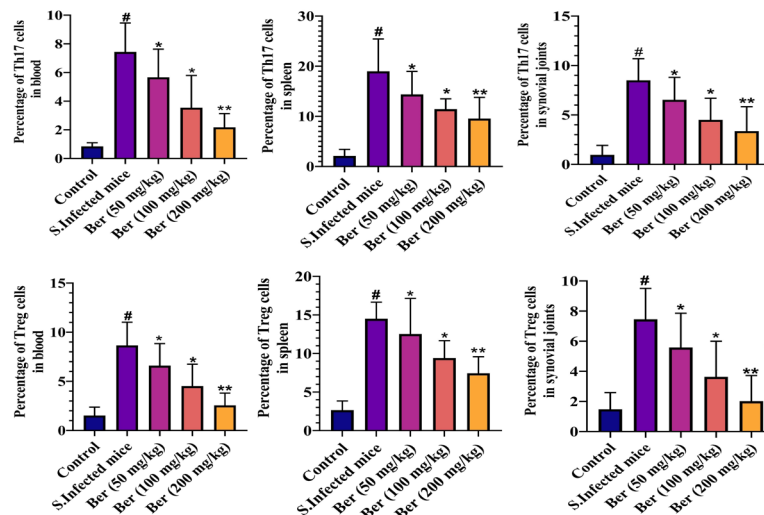 Percentage of Th17 cells
in blood
10
8
6
4
2
0
#
*
*
**
Control
S.Infected mice
Ber (50 mg/kg)
Ber (100 mg/kg)
Ber (200 mg/kg)
Percentage of Th17 cells
in spleen
30
20
10
0
#
*
*
**
Control
S.Infected mice
Ber (50 mg/kg)
Ber (100 mg/kg)
Ber (200 mg/kg)
Percentage of Th17 cells
in synovial joints
15
10
5
0
#
*
*
**
Control
S.Infected mice
Ber (50 mg/kg)
Ber (100 mg/kg)
Ber (200 mg/kg)
Percentage of Treg cells
in blood
15
10
5
0
#
*
*
**
Control
S.Infected mice
Ber (50 mg/kg)
Ber (100 mg/kg)
Ber (200 mg/kg)
Percentage of Treg cells
in spleen
20
15
10
5
0
#
*
*
**
Control
S.Infected mice
Ber (50 mg/kg)
Ber (100 mg/kg)
Ber (200 mg/kg)
Percentage of Treg cells
in synovial joints
10
8
6
4
2
0
#
*
*
**
Control
S.Infected mice
Ber (50 mg/kg)
Ber (100 mg/kg)
Ber (200 mg/kg)